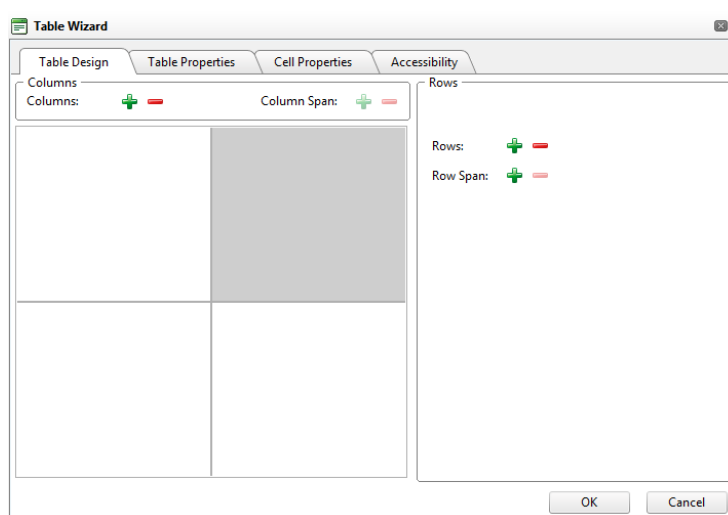 Table Wizard
Table Design Table Properties Cell Properties Accessibility
Columns
Columns: Column Span:
Rows
Rows:
Row Span:
OK Cancel